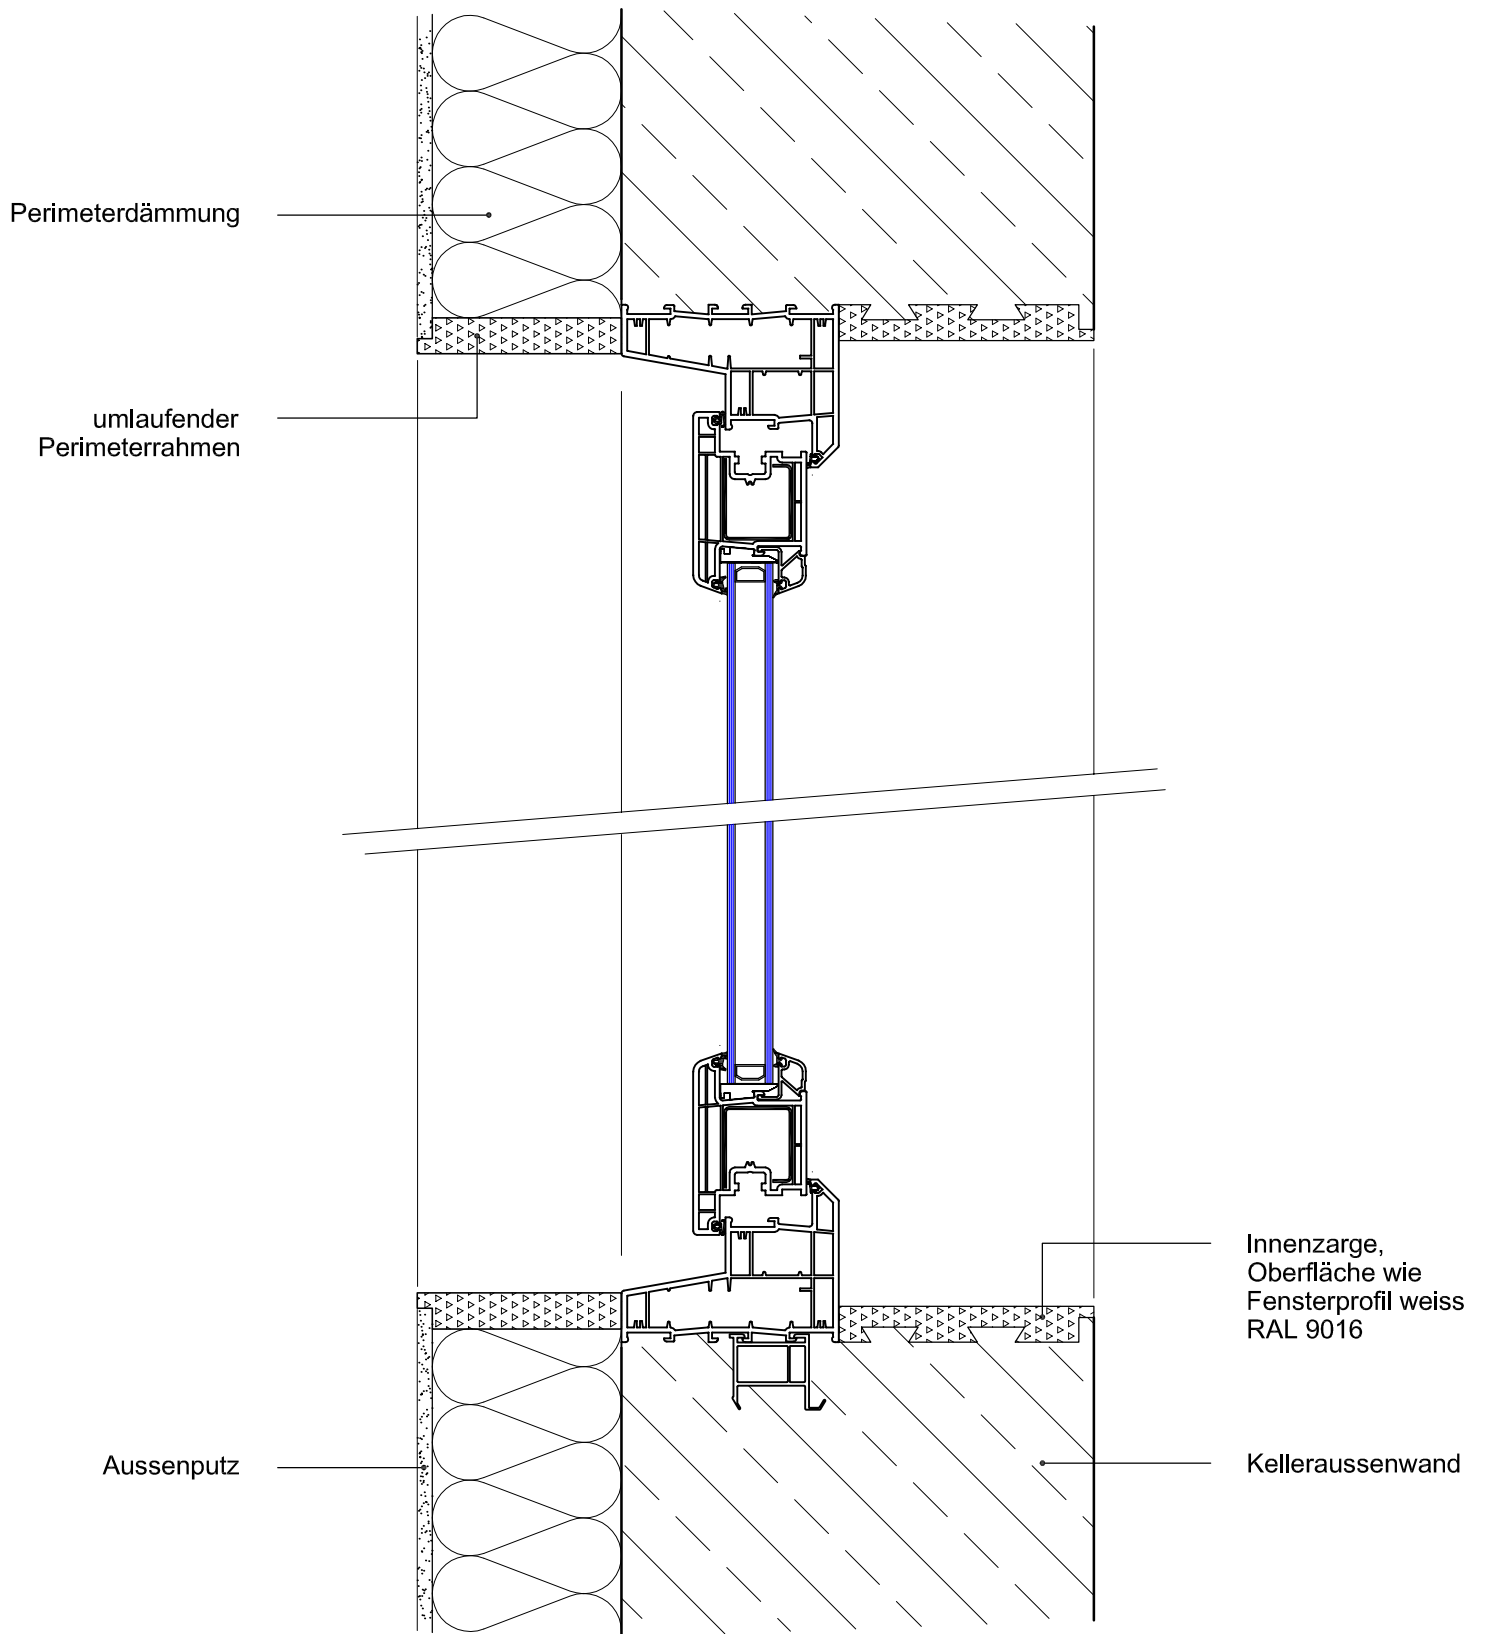 Perimeterdämmung
umlaufender
Perimeterrahmen
Innenzarge,
Oberfläche wie
Fensterprofil weiss
RAL 9016
Aussenputz
Kelleraussenwand